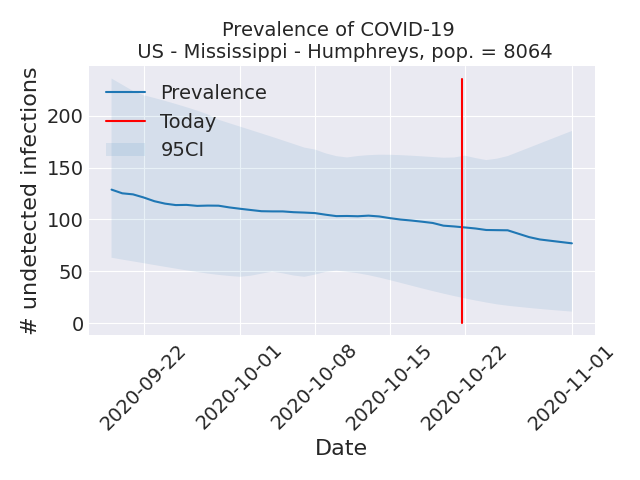 Prevalence of COVID-19
US - Mississippi - Humphreys, pop. = 8064
# undetected infections
200
150
100
50
0
Prevalence
Today
95CI
2020-09-22
2020-10-01
2020-10-08
2020-10-15
2020-10-22
2020-11-01
Date